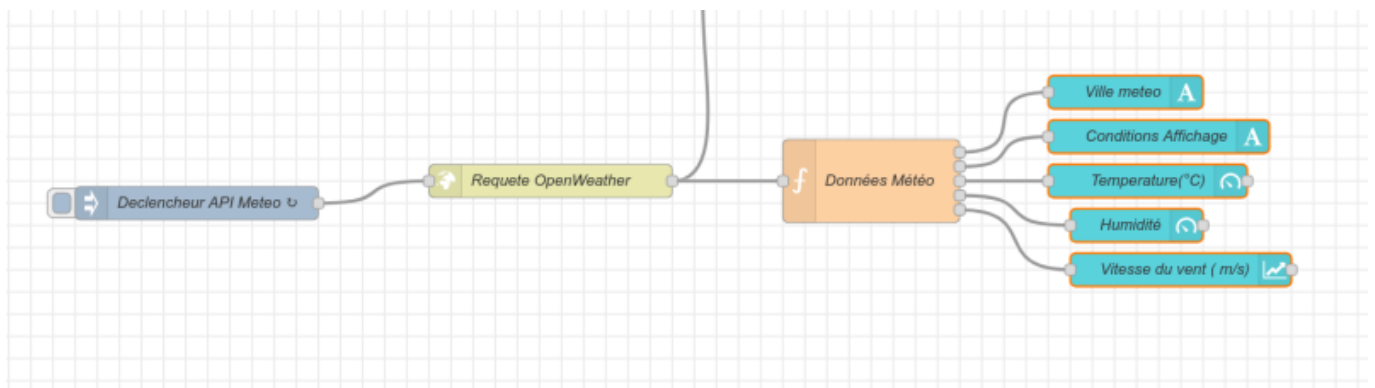 Ville meteo A
Conditions Affichage A
Requete OpenWeather
Données Météo
Temperature(°C)
Declencheur API Meteo ↻
Humidité
Vitesse du vent ( m/s)